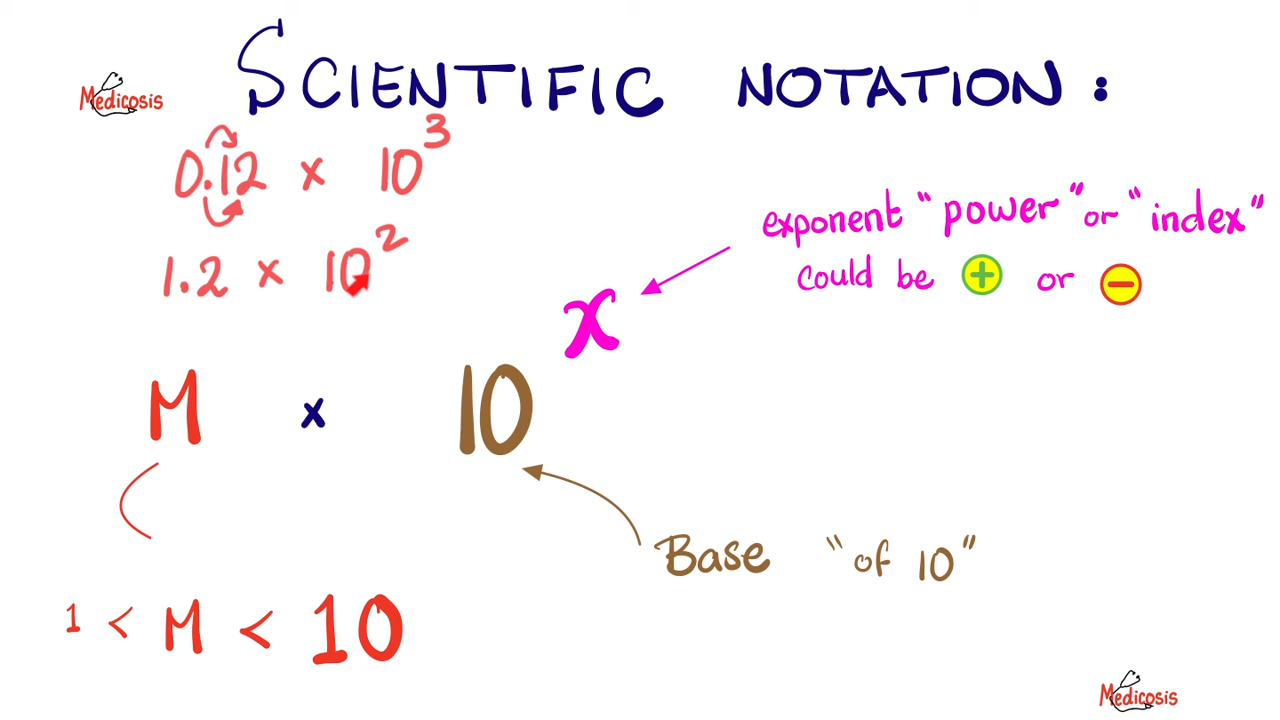 Medicosis
SCIENTIFIC NOTATION:
0.12 x 10³
1.2 x 10²
exponent "power" or "index"
could be + or −
M x 10ˣ
Base "of 10"
1 < M < 10
Medicosis